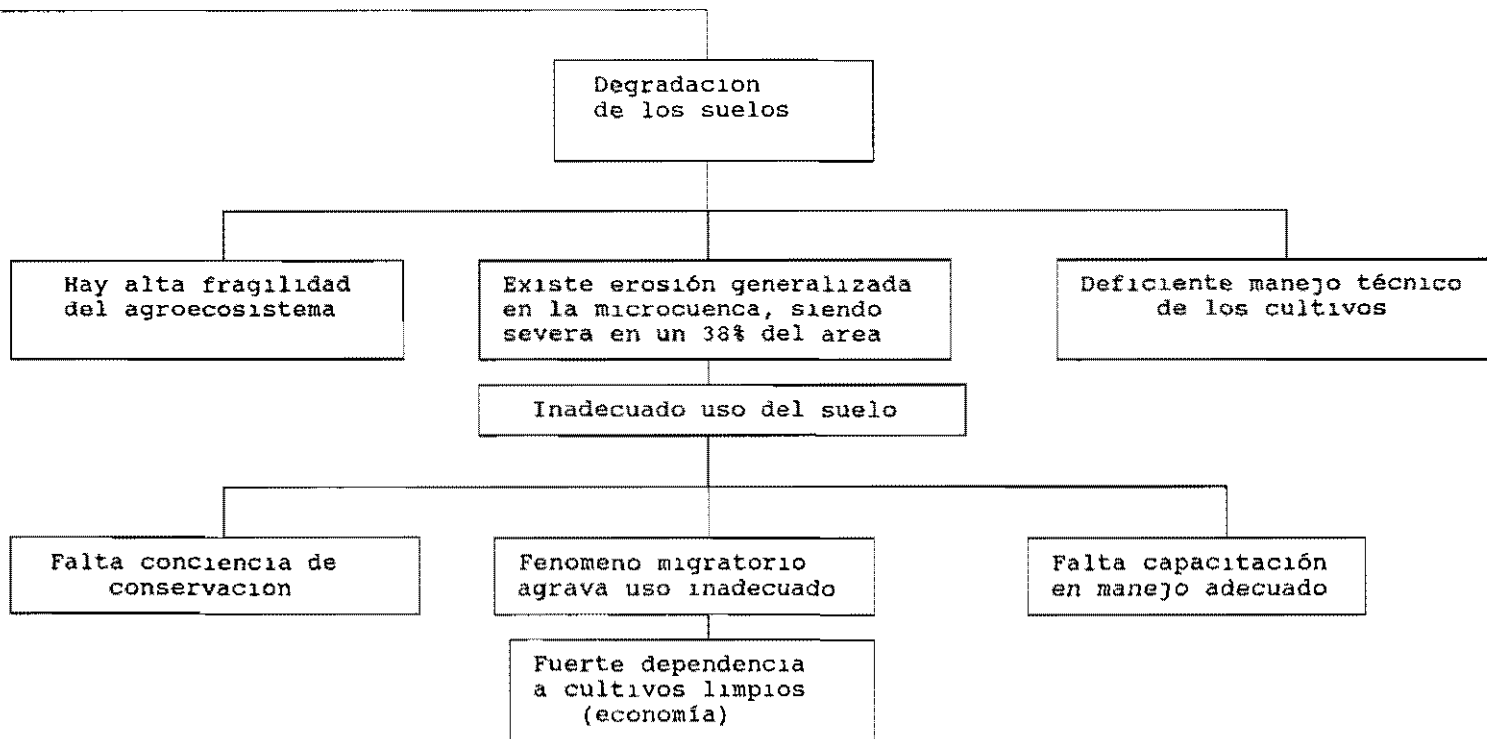 Degradacion
de los suelos
Hay alta fragilidad
del agroecosistema
Existe erosión generalizada
en la microcuenca, siendo
severa en un 38% del area
Deficiente manejo técnico
de los cultivos
Inadecuado uso del suelo
Falta conciencia de
conservacion
Fenomeno migratorio
agrava uso inadecuado
Falta capacitación
en manejo adecuado
Fuerte dependencia
a cultivos limpios
(economía)